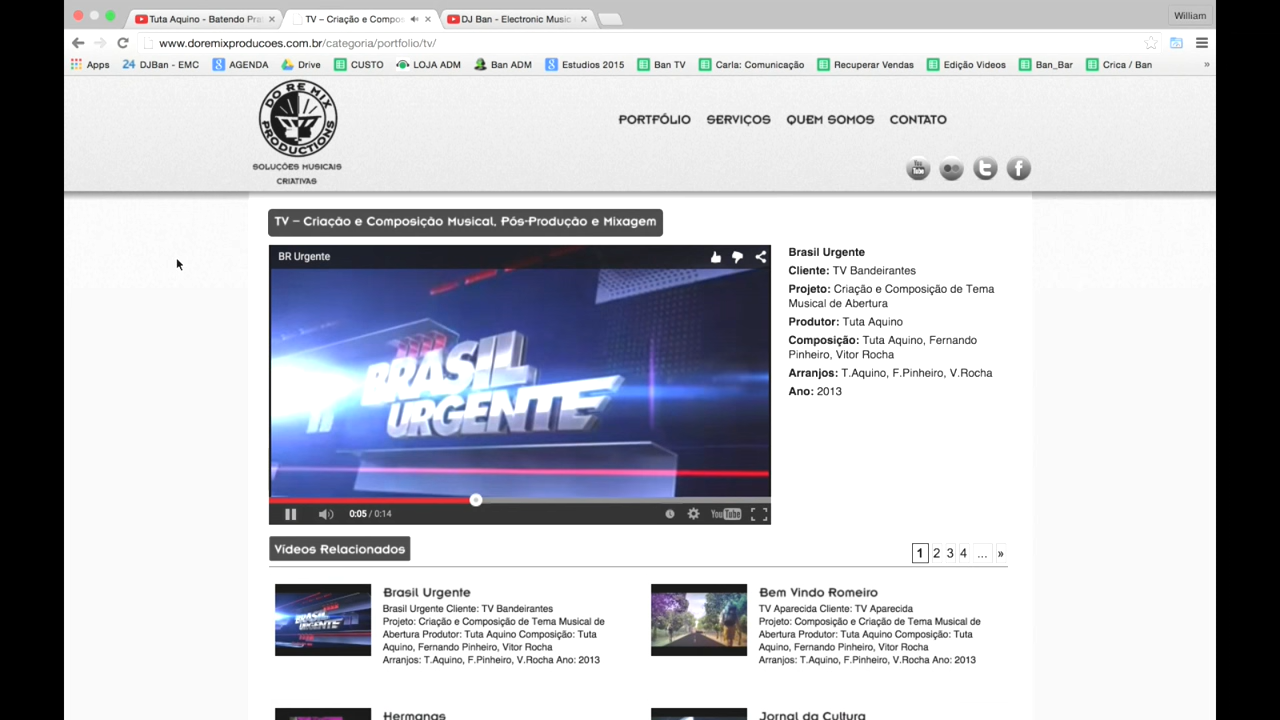 Tuta Aquino - Batendo Pra
TV – Criação e Compos
DJ Ban - Electronic Music
William
www.doremixproducoes.com.br/categoria/portfolio/tv/
Apps 24 DJBan - EMC AGENDA Drive CUSTO LOJA ADM Ban ADM Estudios 2015 Ban TV Carla: Comunicação Recuperar Vendas Edição Videos Ban_Bar Crica / Ban »
DO RE MIX
PRODUCTIONS
SOLUÇÕES MUSICAIS
CRIATIVAS
PORTFÓLIO SERVIÇOS QUEM SOMOS CONTATO
You
Tube
TV – Criação e Composição Musical, Pós-Produção e Mixagem
BR Urgente
BRASIL
URGENTE
0:05 / 0:14
YouTube
Brasil Urgente
Cliente: TV Bandeirantes
Projeto: Criação e Composição de Tema
Musical de Abertura
Produtor: Tuta Aquino
Composição: Tuta Aquino, Fernando
Pinheiro, Vitor Rocha
Arranjos: T.Aquino, F.Pinheiro, V.Rocha
Ano: 2013
Vídeos Relacionados
1 2 3 4 ... »
BRASIL
URGENTE
Brasil Urgente
Brasil Urgente Cliente: TV Bandeirantes
Projeto: Criação e Composição de Tema Musical de
Abertura Produtor: Tuta Aquino Composição: Tuta
Aquino, Fernando Pinheiro, Vitor Rocha
Arranjos: T.Aquino, F.Pinheiro, V.Rocha Ano: 2013
Bem Vindo Romeiro
TV Aparecida Cliente: TV Aparecida
Projeto: Composição e Criação de Tema Musical de
Abertura Produtor: Tuta Aquino Composição: Tuta
Aquino, Fernando Pinheiro, Vitor Rocha
Arranjos: T.Aquino, F.Pinheiro, V.Rocha Ano: 2013
Hermanas
Jornal da Cultura